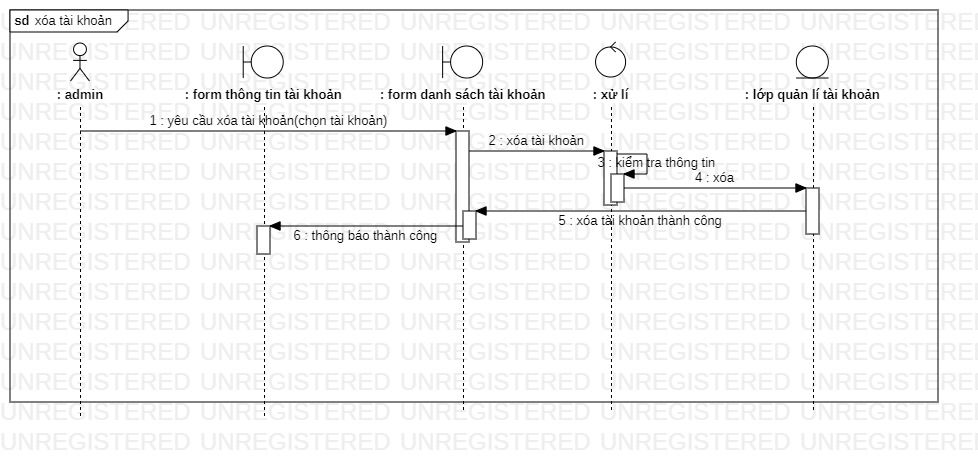 sd xóa tài khoản
: admin
: form thông tin tài khoản
: form danh sách tài khoản
: xử lí
: lớp quản lí tài khoản
1 : yêu cầu xóa tài khoản(chọn tài khoản)
2 : xóa tài khoản
3 : kiểm tra thông tin
4 : xóa
5 : xóa tài khoản thành công
6 : thông báo thành công
UNREGISTERED UNREGISTERED UNREGISTERED UNREGISTERED UNREGISTERED